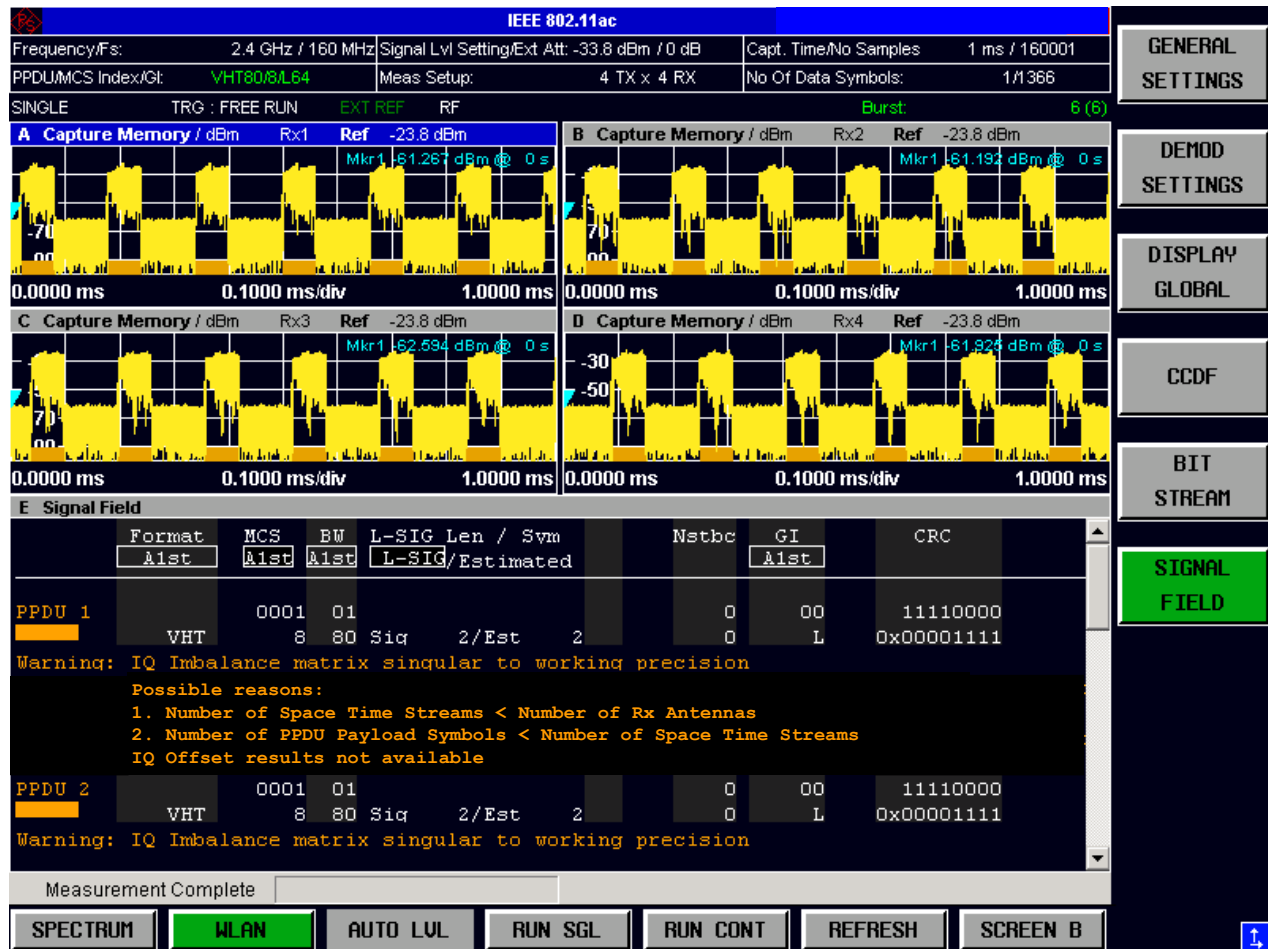 IEEE 802.11ac
Frequency/Fs: 2.4 GHz / 160 MHz Signal Lvl Setting/Ext Att: -33.8 dBm / 0 dB Capt. Time/No Samples 1 ms / 160001
PPDU/MCS Index/GI: VHT80/8/L64 Meas Setup: 4 TX x 4 RX No Of Data Symbols: 1/1366
SINGLE TRG : FREE RUN EXT REF RF Burst: 6 (6)
A Capture Memory / dBm Rx1 Ref -23.8 dBm
Mkr1 -61.267 dBm @ 0 s
-70
0.0000 ms 0.1000 ms/div 1.0000 ms
B Capture Memory / dBm Rx2 Ref -23.8 dBm
Mkr1 -61.192 dBm @ 0 s
0.0000 ms 0.1000 ms/div 1.0000 ms
C Capture Memory / dBm Rx3 Ref -23.8 dBm
Mkr1 -62.594 dBm @ 0 s
0.0000 ms 0.1000 ms/div 1.0000 ms
D Capture Memory / dBm Rx4 Ref -23.8 dBm
Mkr1 -61.925 dBm @ 0 s
-30
-50
0.0000 ms 0.1000 ms/div 1.0000 ms
E Signal Field
Format MCS BW L-SIG Len / Sym Nstbc GI CRC
A1st A1st A1st L-SIG/Estimated A1st
PPDU 1 0001 01 0 00 11110000
VHT 8 80 Sig 2/Est 2 0 L 0x00001111
Warning: IQ Imbalance matrix singular to working precision
Possible reasons:
1. Number of Space Time Streams < Number of Rx Antennas
2. Number of PPDU Payload Symbols < Number of Space Time Streams
IQ Offset results not available
PPDU 2 0001 01 0 00 11110000
VHT 8 80 Sig 2/Est 2 0 L 0x00001111
Warning: IQ Imbalance matrix singular to working precision
Measurement Complete
SPECTRUM WLAN AUTO LVL RUN SGL RUN CONT REFRESH SCREEN B
GENERAL
SETTINGS
DEMOD
SETTINGS
DISPLAY
GLOBAL
CCDF
BIT
STREAM
SIGNAL
FIELD